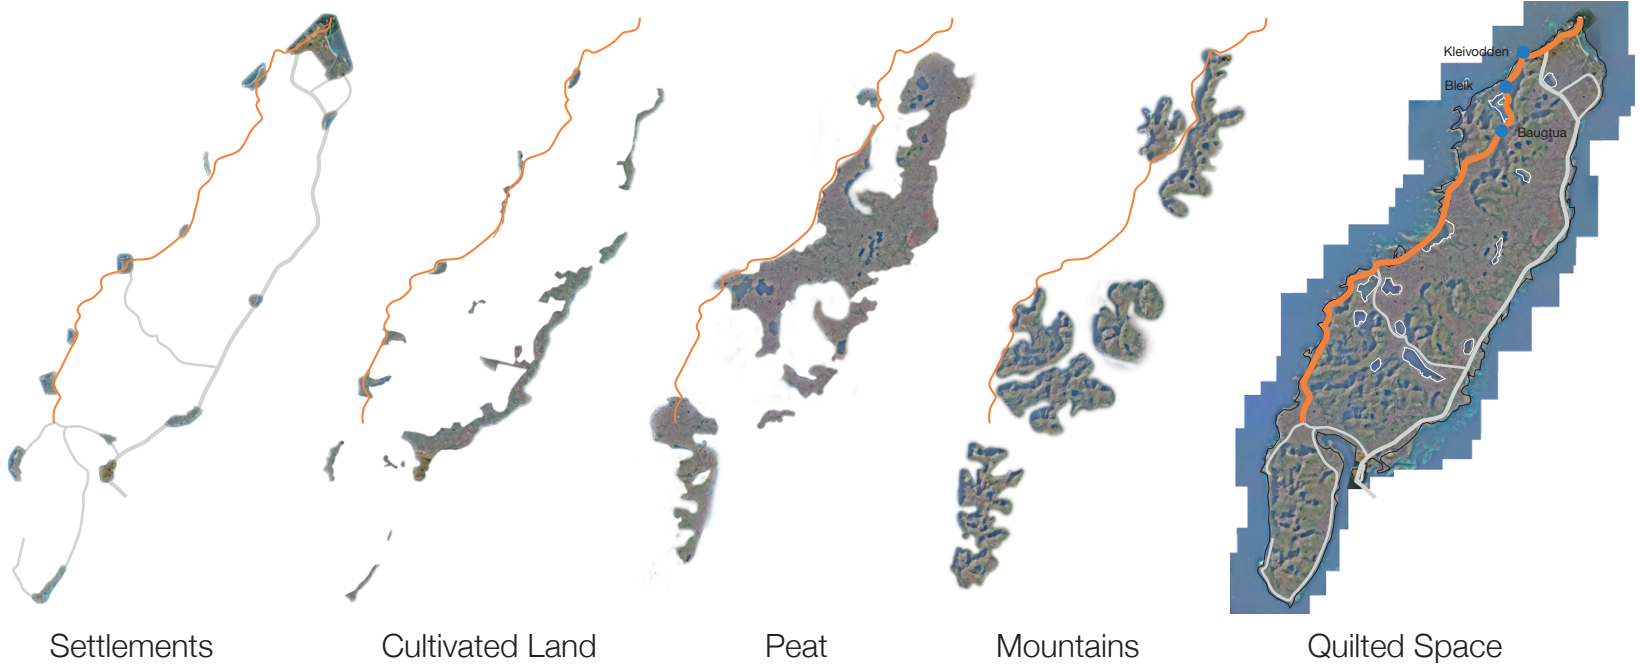 Kleivodden
Bleik
Baugtua
Settlements
Cultivated Land
Peat
Mountains
Quilted Space